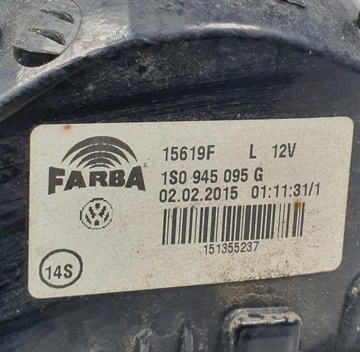 FARBA
15619F L 12V
1S0 945 095 G
02.02.2015 01:11:31/1
151355237
14S